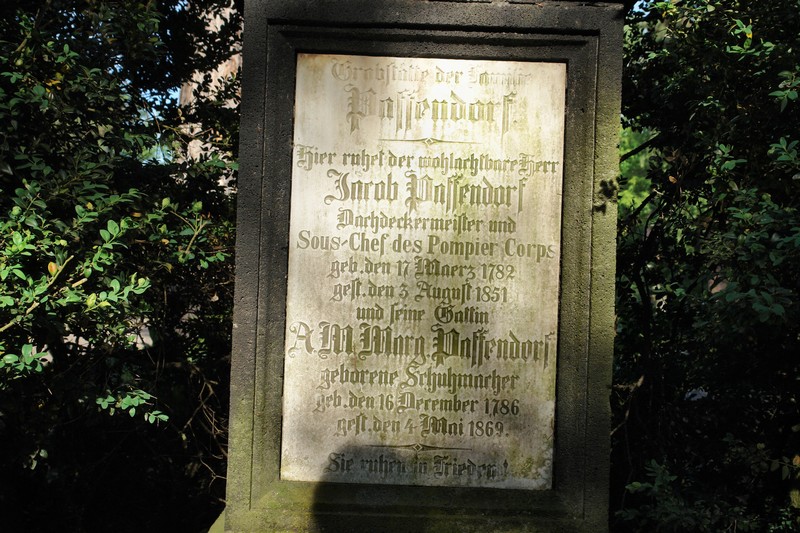 Grabstätte der Familie
Paffendorf.
Hier ruhet der wohlachtbare Herr
Jacob Paffendorf
Dachdeckermeister und
Sous-Chef des Pompier Corps
geb. den 17 Maerz 1782
gest. den 3 August 1851
und seine Gattin
A M Marg. Paffendorf
geborene Schuhmacher
geb. den 16 December 1786
gest. den 4 Mai 1869.
Sie ruhen in Frieden!